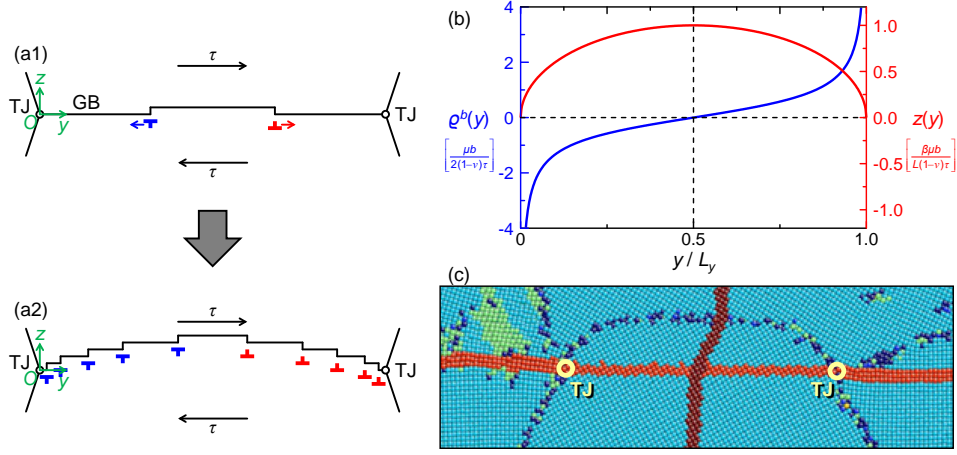 (a1)
τ
TJ
z
GB
TJ
O
y
τ
(a2)
τ
TJ
z
TJ
O
y
τ
(b)
4
2
0
-2
-4
ϱᵇ(y)
[μb / 2(1−ν)τ]
1.0
0.5
0.0
-0.5
-1.0
z(y)
[βμb / L(1−ν)τ]
0
0.5
1.0
y / L_y
(c)
TJ
TJ